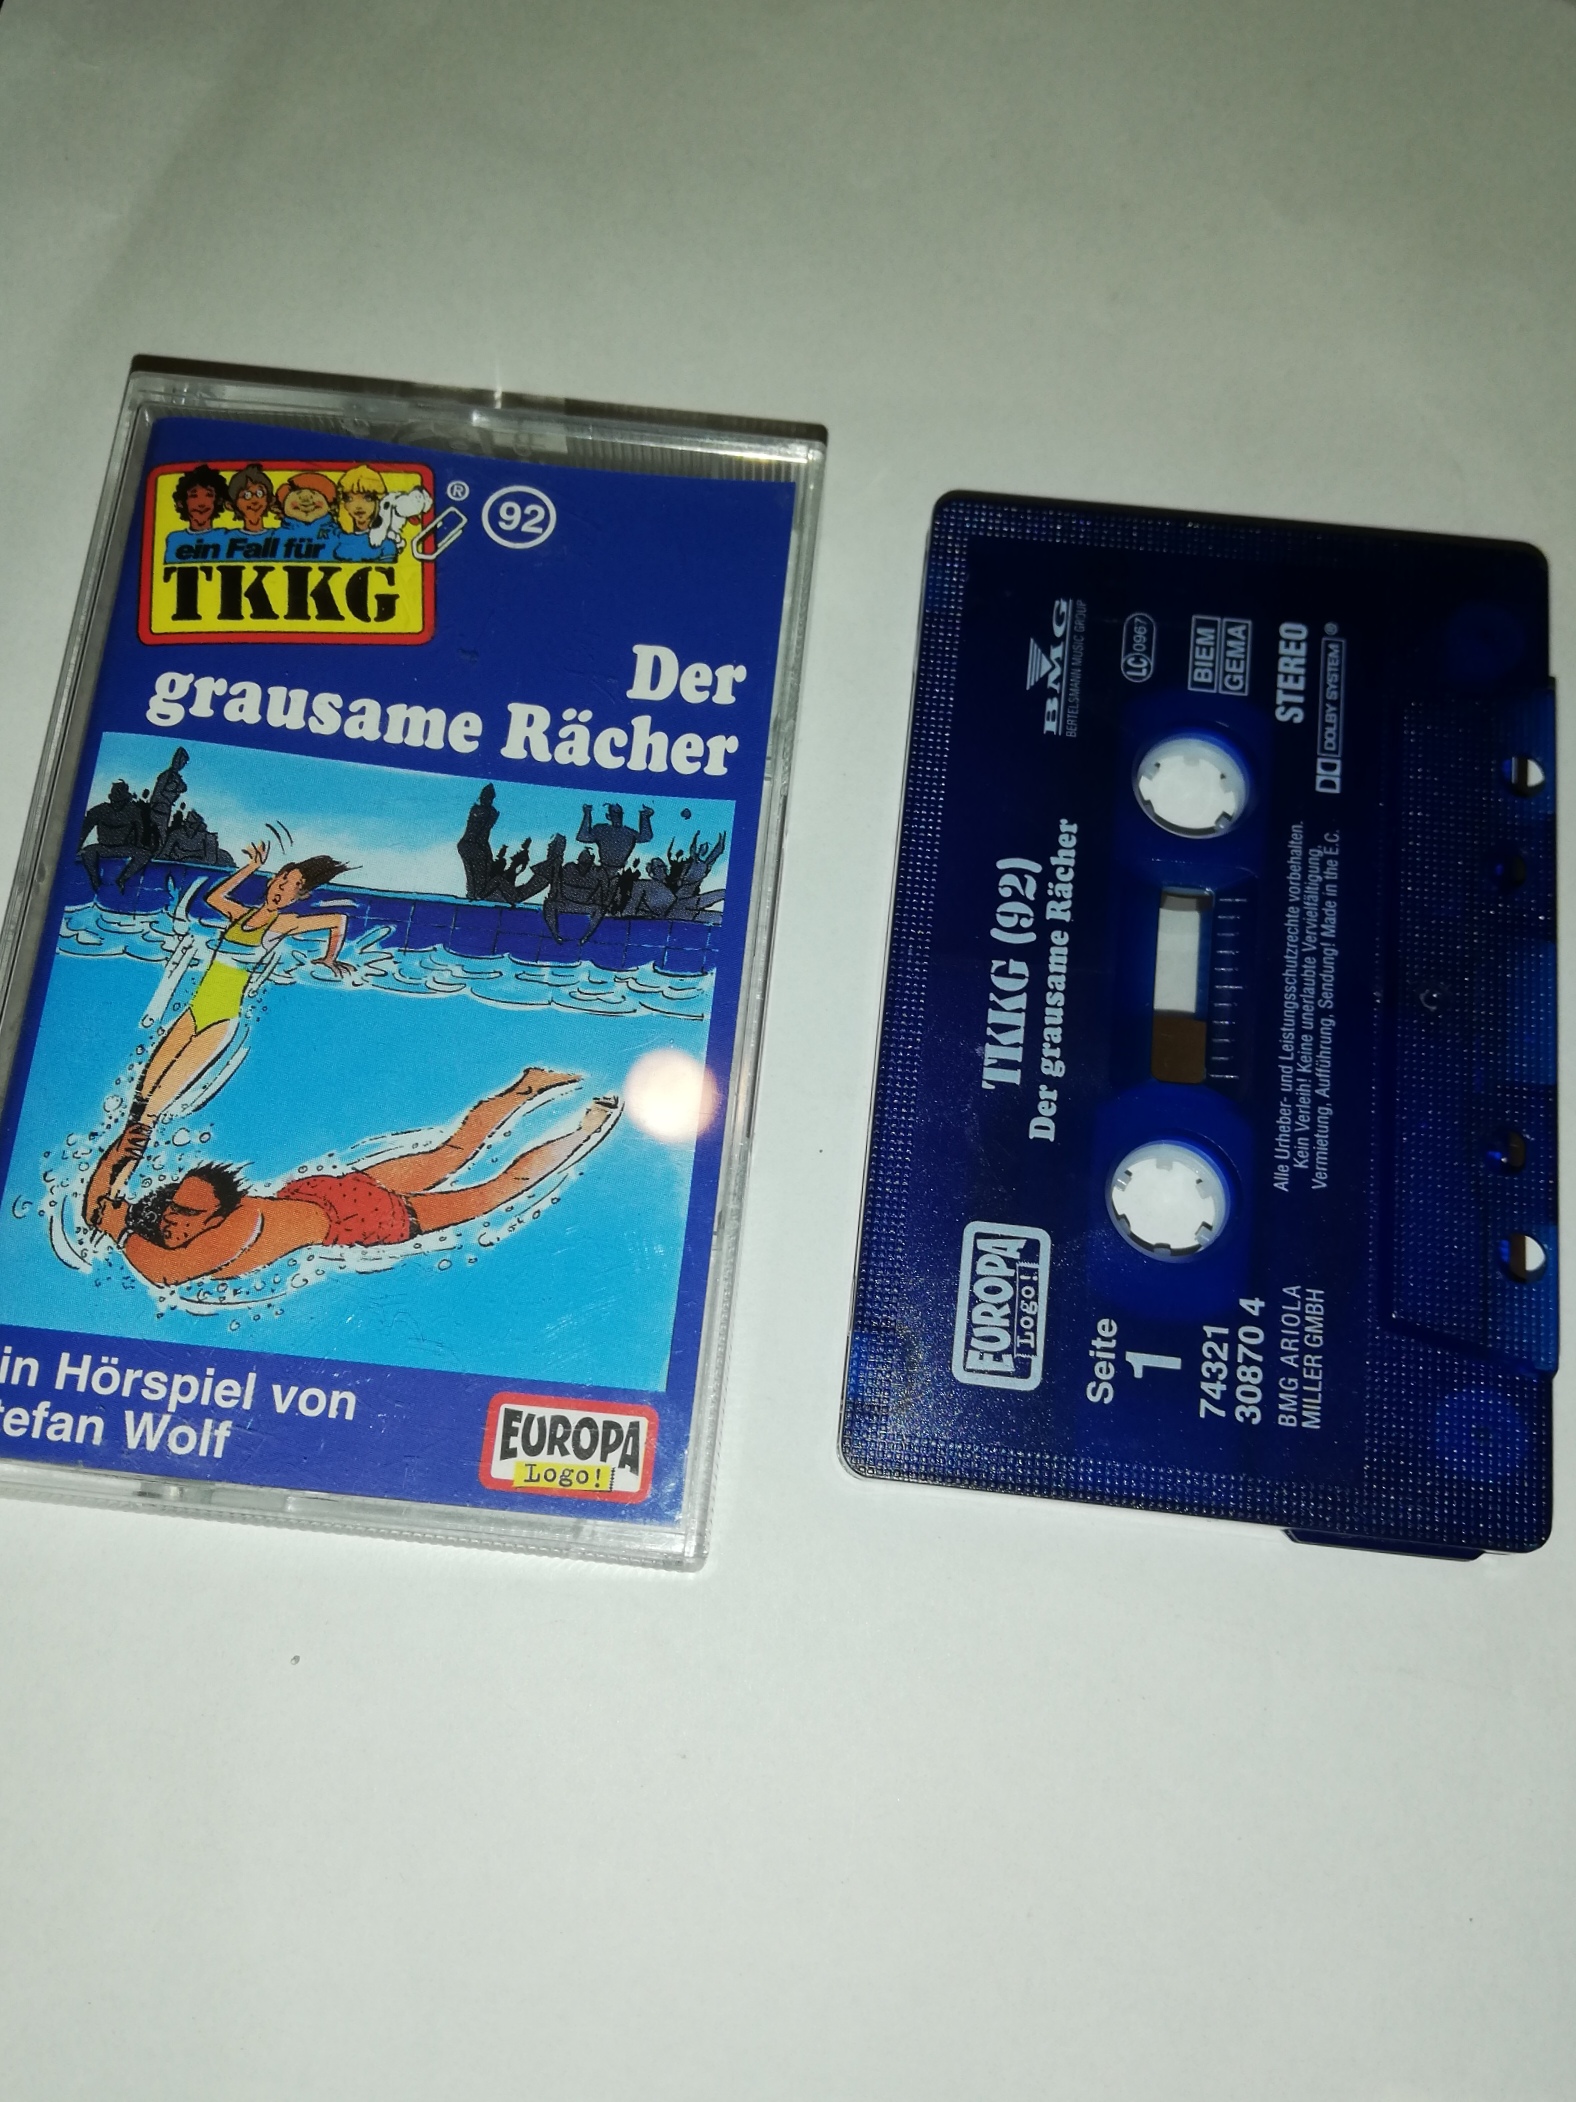 ein Fall für
TKKG
®
92
Der
grausame Rächer
in Hörspiel von
tefan Wolf
EUROPA
Logo!
EUROPA
Logo!
TKKG (92)
Der grausame Rächer
BMG
BERTELSMANN MUSIC GROUP
LC 0967
BIEM
GEMA
STEREO
DOLBY SYSTEM ®
Seite
1
74321
30870 4
BMG ARIOLA
MILLER GMBH
Alle Urheber- und Leistungsschutzrechte vorbehalten.
Kein Verleih! Keine unerlaubte Vervielfältigung,
Vermietung, Aufführung, Sendung! Made in the E.C.